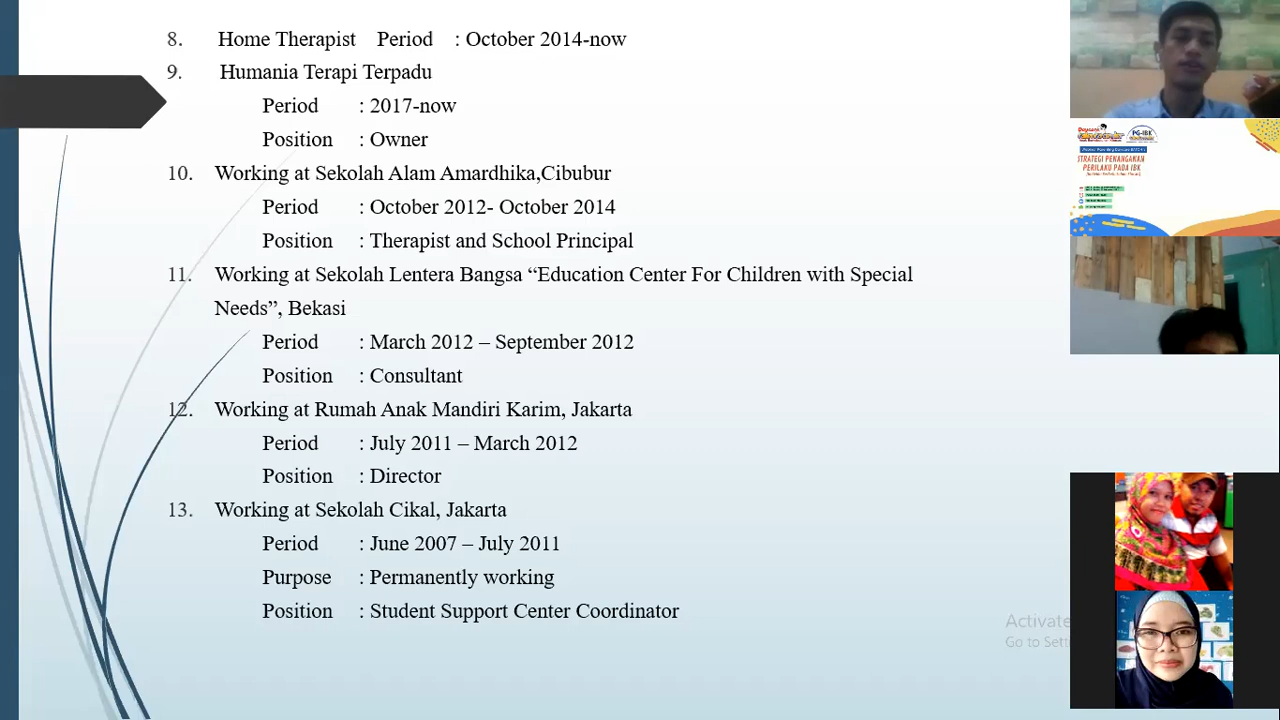 8. Home Therapist Period : October 2014-now
9. Humania Terapi Terpadu
Period : 2017-now
Position : Owner
10. Working at Sekolah Alam Amardhika,Cibubur
Period : October 2012- October 2014
Position : Therapist and School Principal
11. Working at Sekolah Lentera Bangsa “Education Center For Children with Special
Needs”, Bekasi
Period : March 2012 – September 2012
Position : Consultant
12. Working at Rumah Anak Mandiri Karim, Jakarta
Period : July 2011 – March 2012
Position : Director
13. Working at Sekolah Cikal, Jakarta
Period : June 2007 – July 2011
Purpose : Permanently working
Position : Student Support Center Coordinator
Activate
Go to Sett
PG-IBK
STRATEGI PENANGANAN
PERILAKU PADA IBK